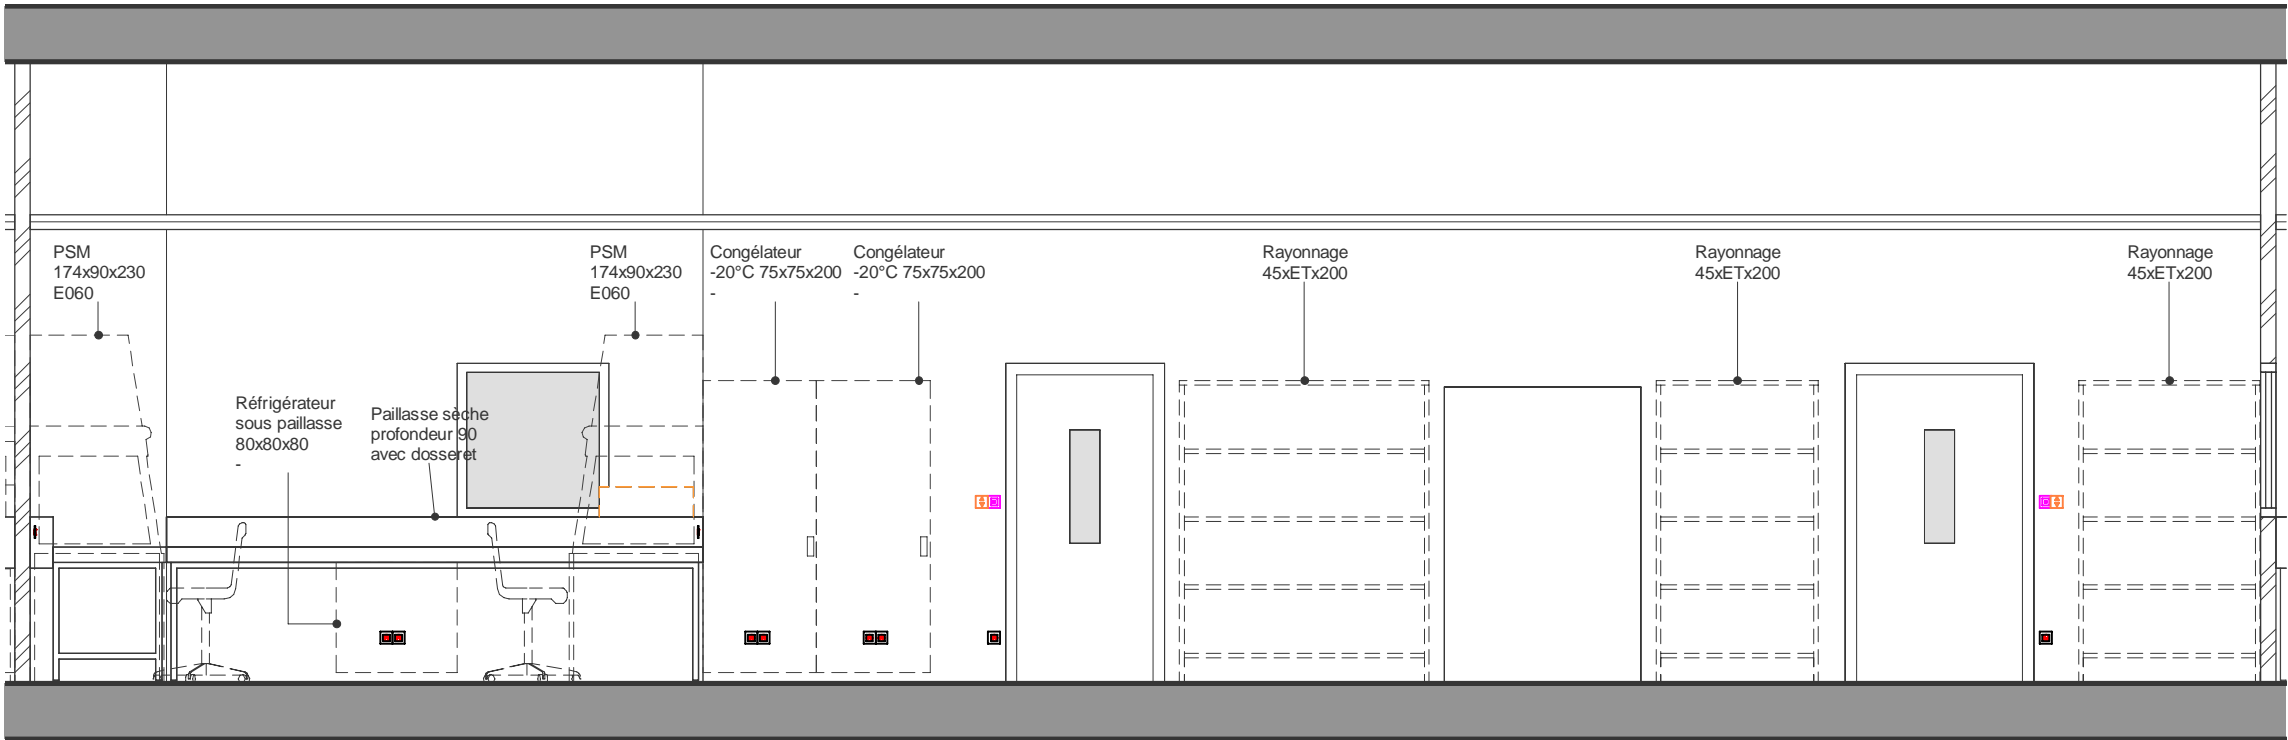 PSM
174x90x230
E060
PSM
174x90x230
E060
Congélateur
-20°C 75x75x200
-
Congélateur
-20°C 75x75x200
-
Rayonnage
45xETx200
Rayonnage
45xETx200
Rayonnage
45xETx200
Réfrigérateur
sous paillasse
80x80x80
-
Paillasse sèche
profondeur 90
avec dosseret